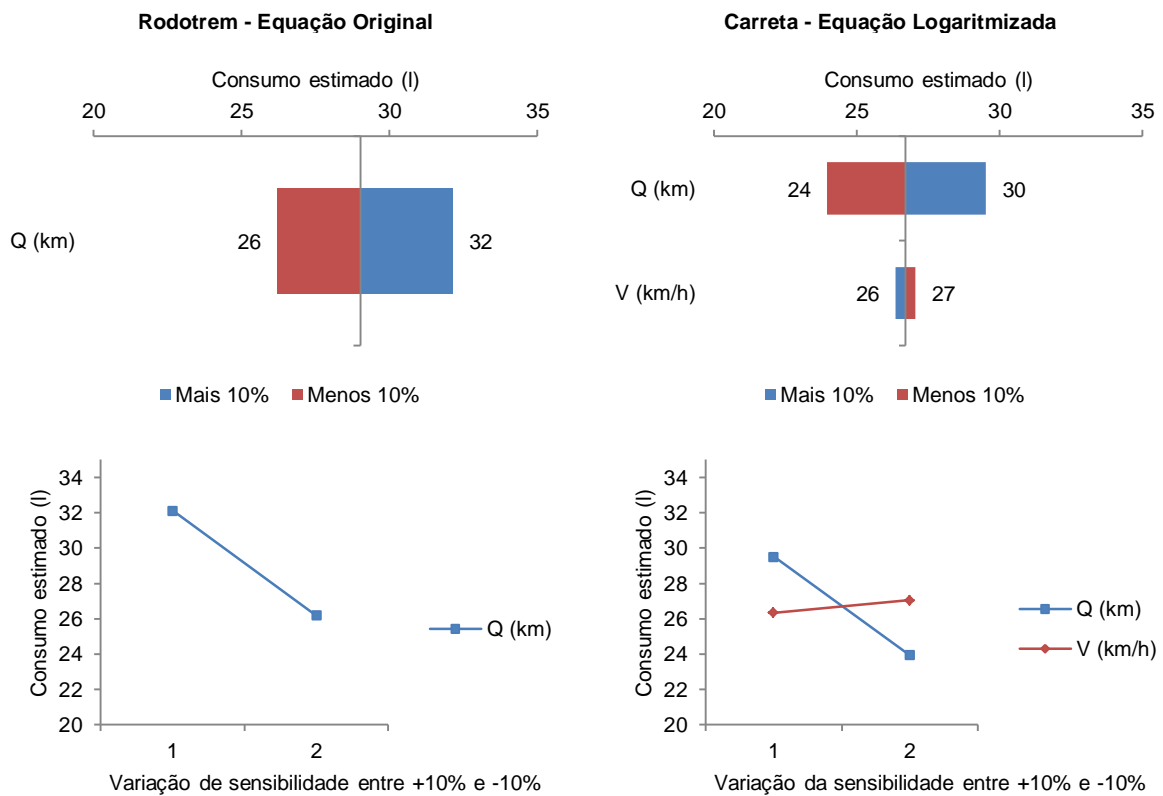 Rodotrem - Equação Original
Consumo estimado (l)
20 25 30 35
Q (km)
26
32
Mais 10% Menos 10%
Carreta - Equação Logaritmizada
Consumo estimado (l)
20 25 30 35
Q (km)
24
30
V (km/h)
26
27
Mais 10% Menos 10%
Consumo estimado (l)
34
32
30
28
26
24
22
20
1 2
Q (km)
Variação de sensibilidade entre +10% e -10%
Consumo estimado (l)
34
32
30
28
26
24
22
20
1 2
Q (km)
V (km/h)
Variação da sensibilidade entre +10% e -10%